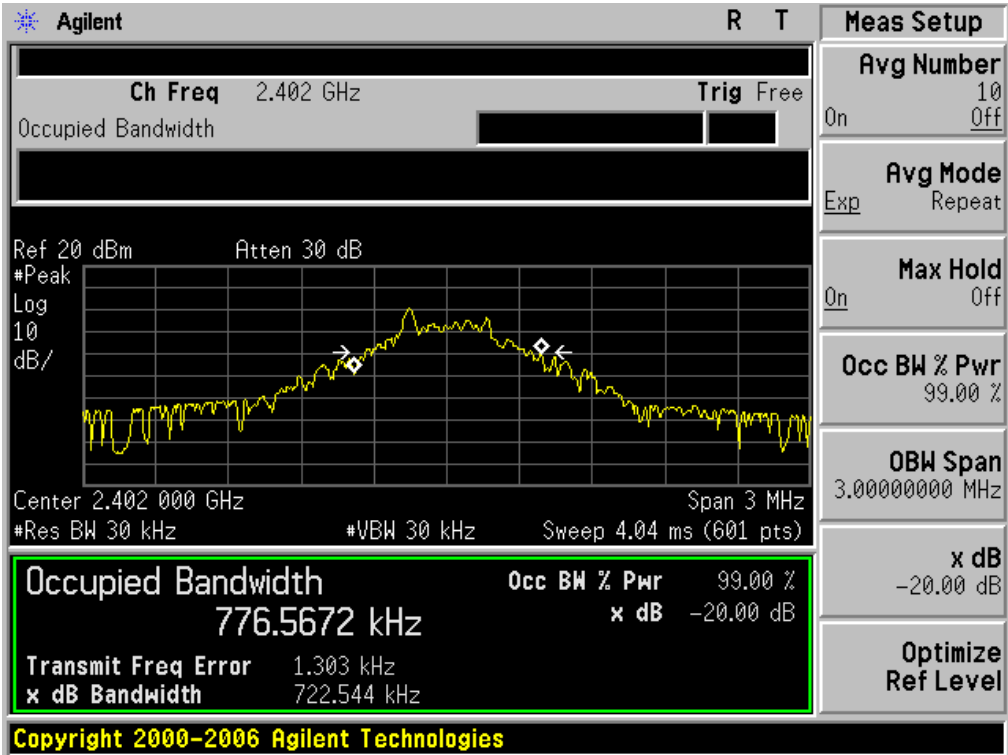 Agilent R T
Ch Freq 2.402 GHz Trig Free
Occupied Bandwidth
Ref 20 dBm Atten 30 dB
#Peak
Log
10
dB/
Center 2.402 000 GHz Span 3 MHz
#Res BW 30 kHz #VBW 30 kHz Sweep 4.04 ms (601 pts)
Occupied Bandwidth
776.5672 kHz
Occ BW % Pwr 99.00 %
x dB -20.00 dB
Transmit Freq Error 1.303 kHz
x dB Bandwidth 722.544 kHz
Copyright 2000-2006 Agilent Technologies
Meas Setup
Avg Number
10
On Off
Avg Mode
Exp Repeat
Max Hold
On Off
Occ BW % Pwr
99.00 %
OBW Span
3.00000000 MHz
x dB
-20.00 dB
Optimize
Ref Level